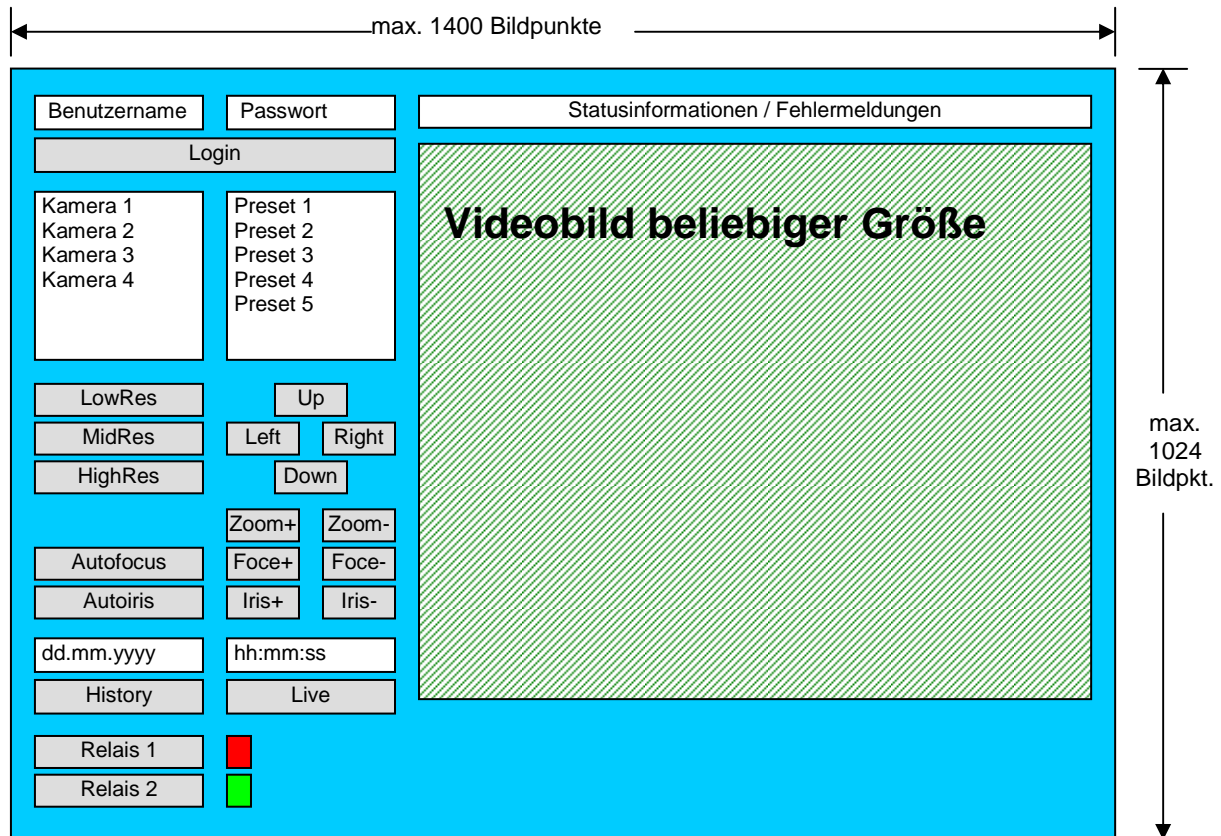 max. 1400 Bildpunkte
Benutzername
Passwort
Statusinformationen / Fehlermeldungen
Login
Kamera 1
Kamera 2
Kamera 3
Kamera 4
Preset 1
Preset 2
Preset 3
Preset 4
Preset 5
Videobild beliebiger Größe
LowRes
Up
MidRes
Left
Right
HighRes
Down
max.
1024
Bildpkt.
Zoom+
Zoom-
Autofocus
Foce+
Foce-
Autoiris
Iris+
Iris-
dd.mm.yyyy
hh:mm:ss
History
Live
Relais 1
Relais 2